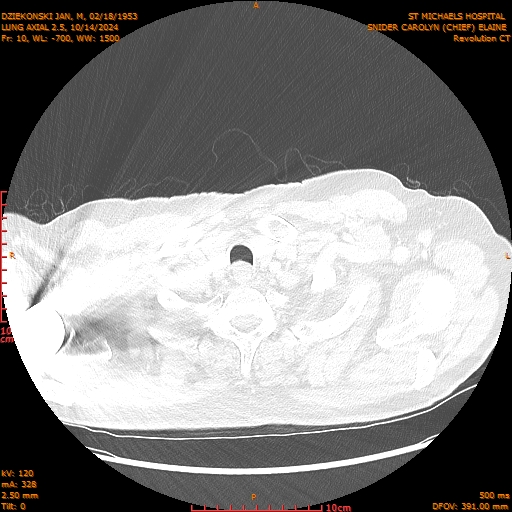 A
DZIEKONSKI JAN, M, 02/18/1953
LUNG AXIAL 2.5, 10/14/2024
Fr: 10, WL: -700, WW: 1500
ST MICHAELS HOSPITAL
SNIDER CAROLYN (CHIEF) ELAINE
Revolution CT
R
L
10
cm
kV: 120
mA: 328
2.50 mm
Tilt: 0
P
10cm
500 ms
DFOV: 391.00 mm